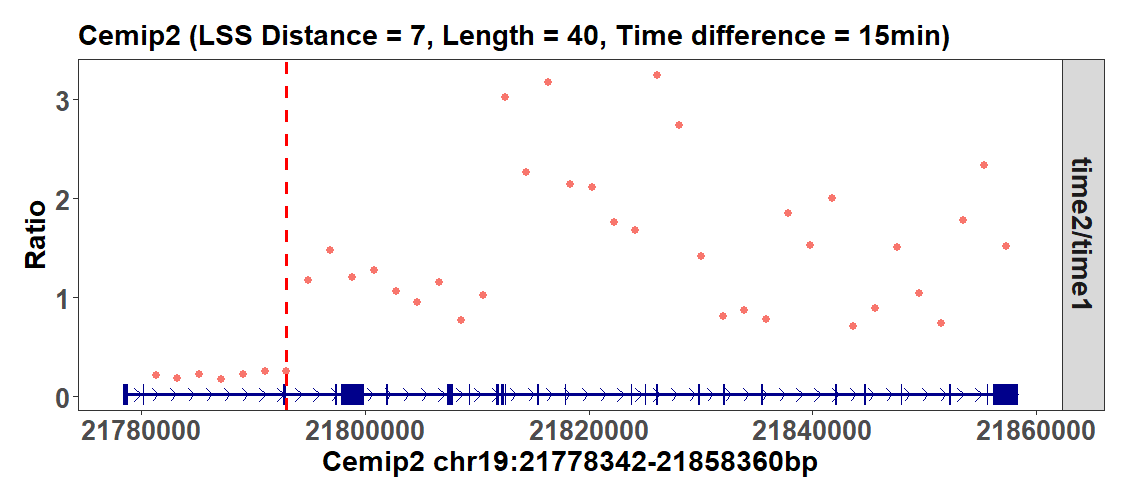 Cemip2 (LSS Distance = 7, Length = 40, Time difference = 15min)
3
2
1
0
Ratio
time2/time1
21780000 21800000 21820000 21840000 21860000
Cemip2 chr19:21778342-21858360bp